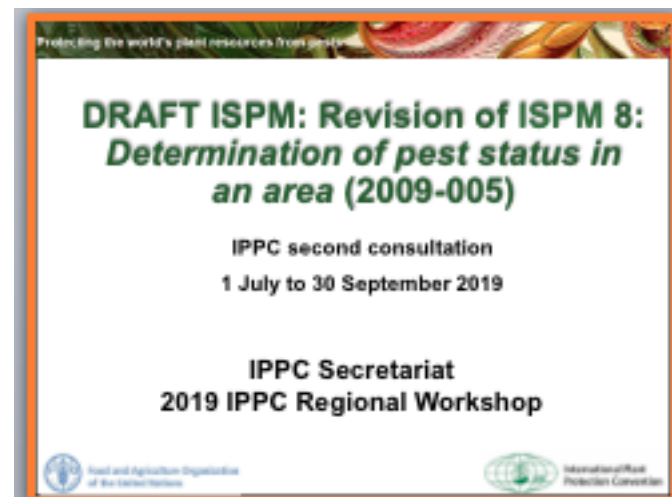 Protecting the world's plant resources from pests
DRAFT ISPM: Revision of ISPM 8:
Determination of pest status in
an area (2009-005)
IPPC second consultation
1 July to 30 September 2019
IPPC Secretariat
2019 IPPC Regional Workshop
Food and Agriculture Organization
of the United Nations
International Plant
Protection Convention